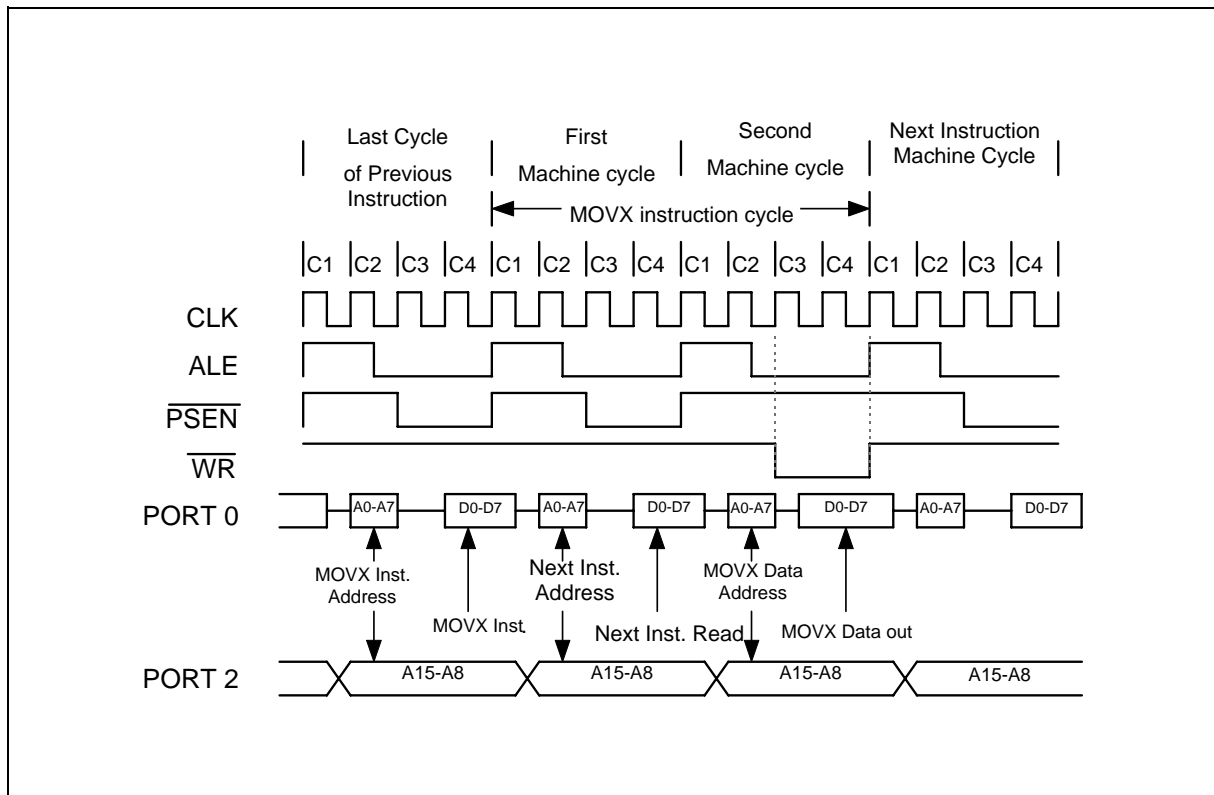 Last Cycle
of Previous
Instruction
First
Machine cycle
Second
Machine cycle
Next Instruction
Machine Cycle
MOVX instruction cycle
C1 C2 C3 C4 C1 C2 C3 C4 C1 C2 C3 C4 C1 C2 C3 C4
CLK
ALE
PSEN
WR
PORT 0
A0-A7 D0-D7 A0-A7 D0-D7 A0-A7 D0-D7 A0-A7 D0-D7
MOVX Inst.
Address
MOVX Inst.
Next Inst.
Address
Next Inst. Read
MOVX Data
Address
MOVX Data out
PORT 2
A15-A8 A15-A8 A15-A8 A15-A8